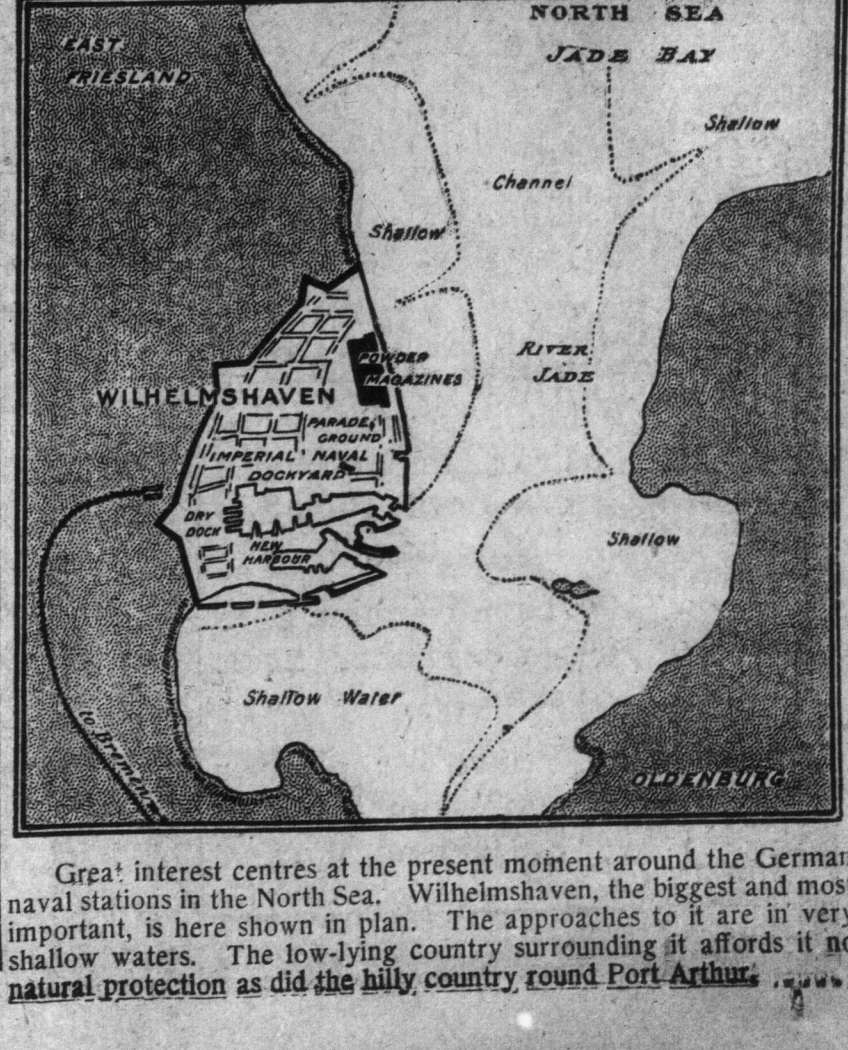 NORTH SEA
EAST
FRIESLAND
JADE BAY
Shallow
Channel
Shallow
RIVER
JADE
POWDER
MAGAZINES
WILHELMSHAVEN
PARADE
GROUND
IMPERIAL NAVAL
DOCKYARD
DRY
DOCK
NEW
HARBOUR
Shallow
Shallow Water
to Bremen
OLDENBURG
Great interest centres at the present moment around the German
naval stations in the North Sea. Wilhelmshaven, the biggest and most
important, is here shown in plan. The approaches to it are in very
shallow waters. The low-lying country surrounding it affords it no
natural protection as did the hilly country round Port Arthur.